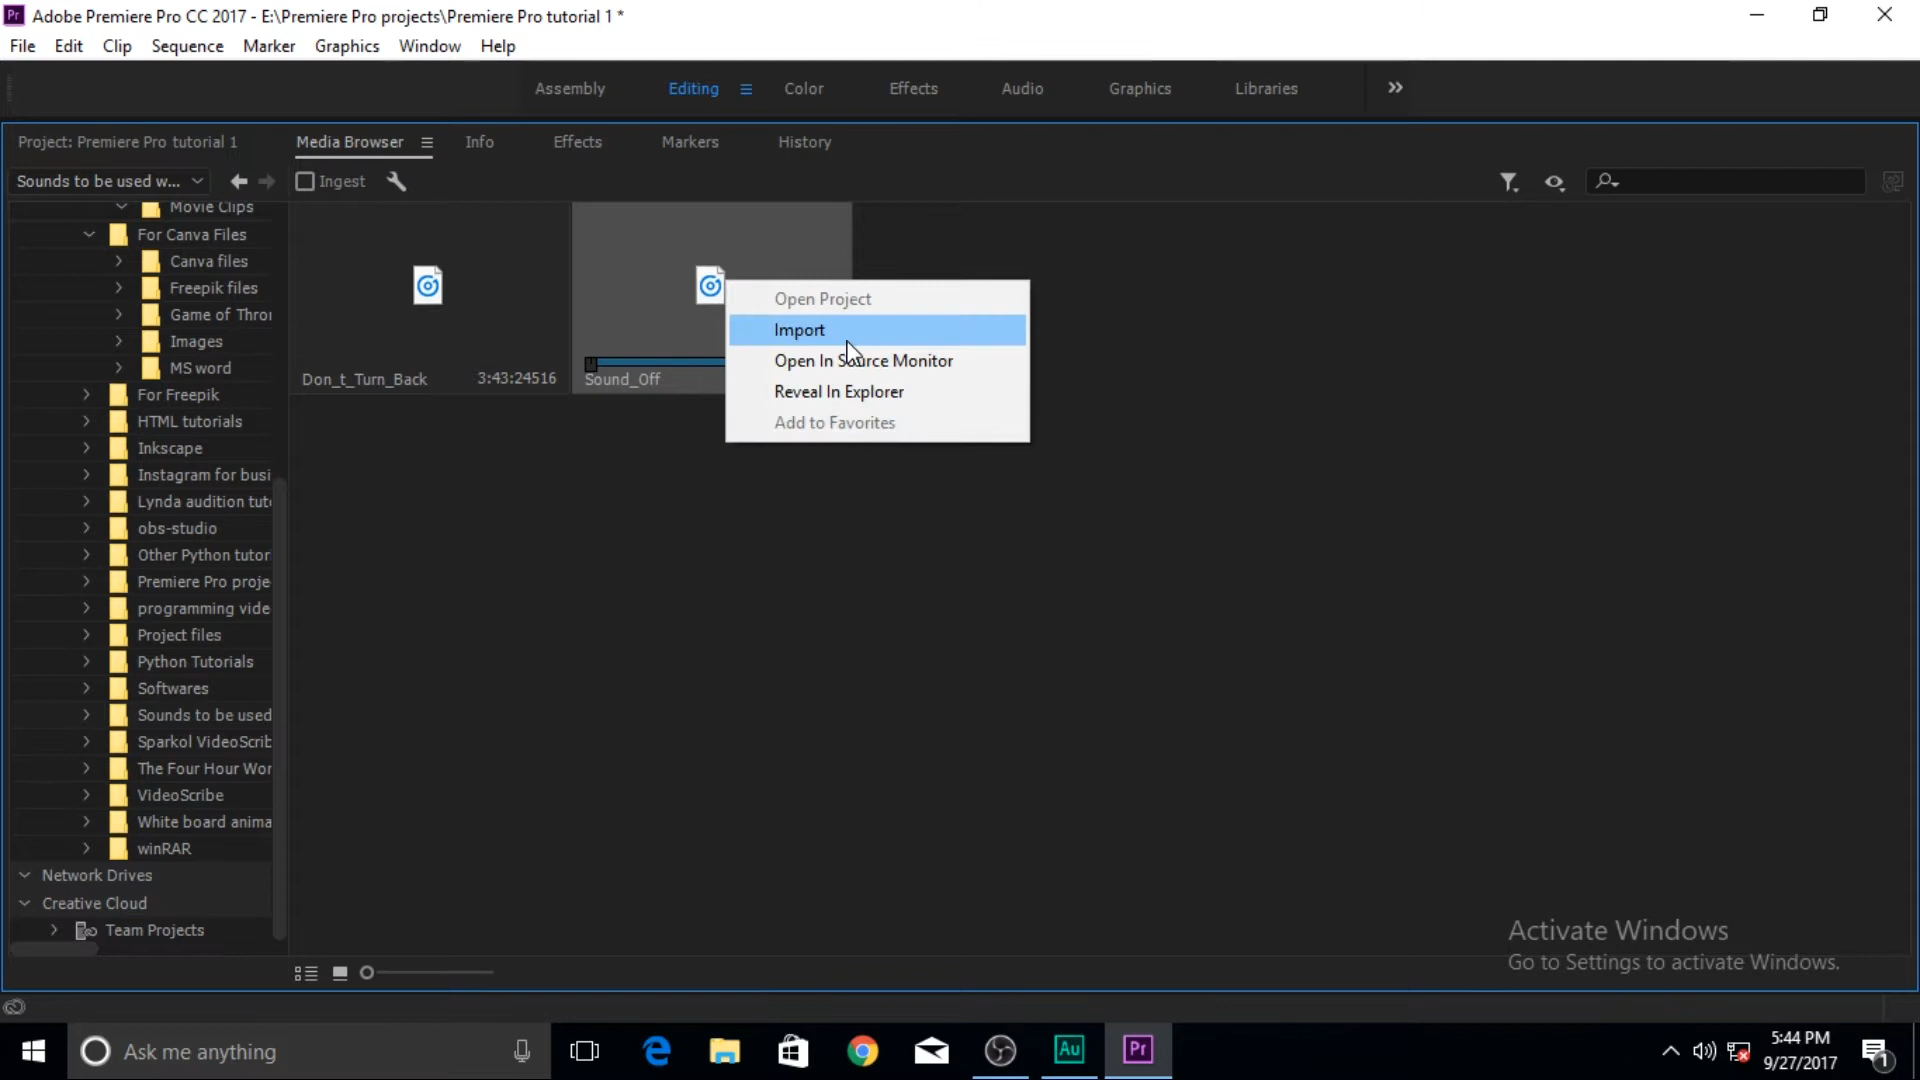 Adobe Premiere Pro CC 2017 - E:\Premiere Pro projects\Premiere Pro tutorial 1 *
File Edit Clip Sequence Marker Graphics Window Help
Assembly Editing Color Effects Audio Graphics Libraries
Project: Premiere Pro tutorial 1 Media Browser Info Effects Markers History
Sounds to be used w... Ingest
Movie Clips
For Canva Files
Canva files
Freepik files
Game of Thro
Images
MS word
For Freepik
HTML tutorials
Inkscape
Instagram for busi
Lynda audition tut
obs-studio
Other Python tutor
Premiere Pro proje
programming vide
Project files
Python Tutorials
Softwares
Sounds to be used
Sparkol VideoScrib
The Four Hour Wor
VideoScribe
White board anima
winRAR
Network Drives
Creative Cloud
Team Projects
Don_t_Turn_Back 3:43:24516
Sound_Off
Open Project
Import
Open In Source Monitor
Reveal In Explorer
Add to Favorites
Activate Windows
Go to Settings to activate Windows.
Ask me anything
Au
Pr
5:44 PM
9/27/2017
1